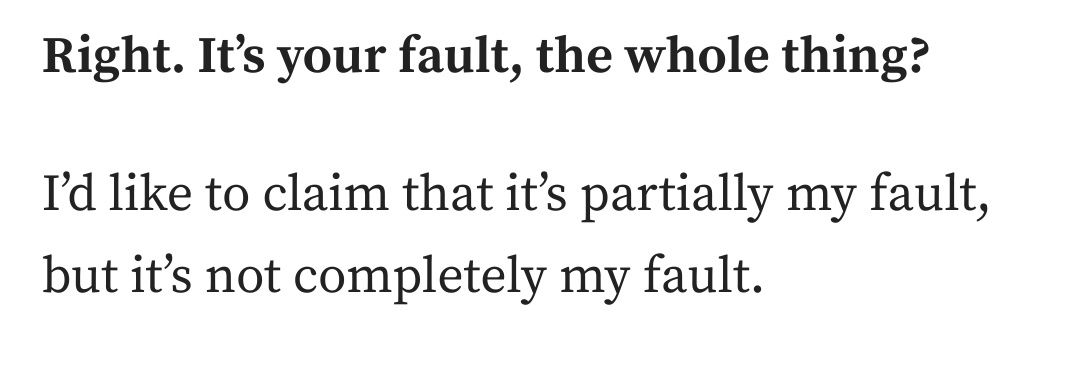 Right. It’s your fault, the whole thing?
I’d like to claim that it’s partially my fault,
but it’s not completely my fault.